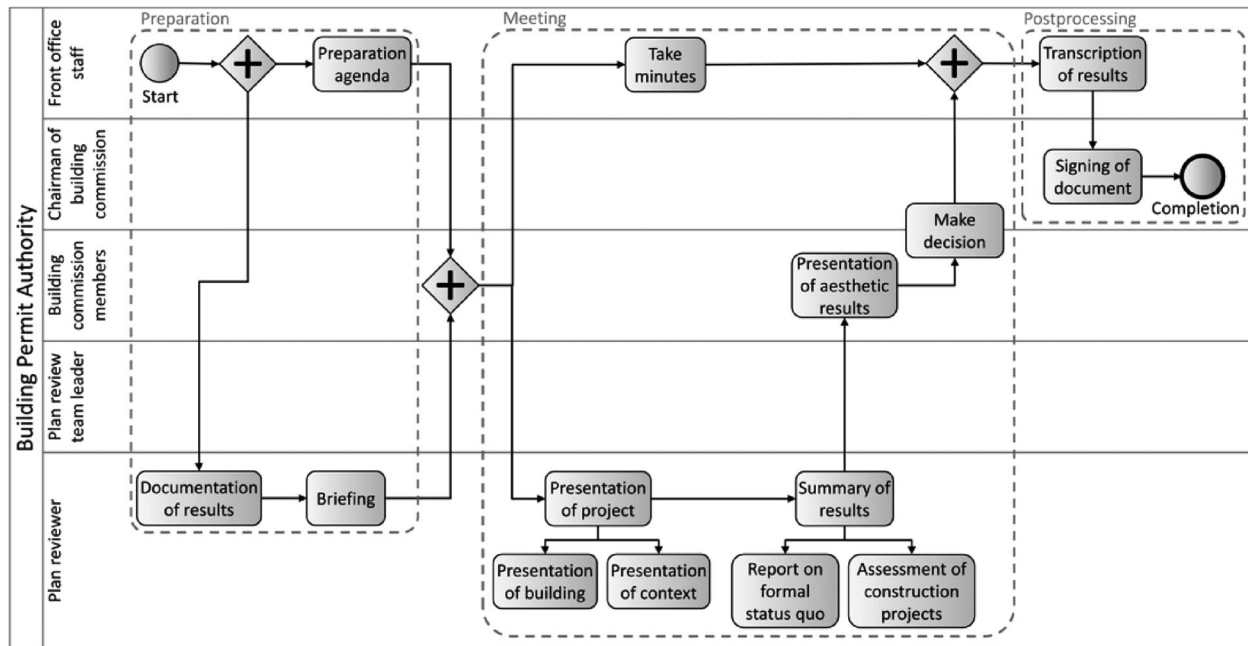 Preparation
Meeting
Postprocessing
Building Permit Authority
Front office
staff
Start
Preparation
agenda
Take
minutes
Transcription
of results
Chairman of
building
commission
Signing of
document
Completion
Make
decision
Building
commission
members
Presentation
of aesthetic
results
Plan review
team leader
Plan reviewer
Documentation
of results
Briefing
Presentation
of project
Summary of
results
Presentation
of building
Presentation
of context
Report on
formal
status quo
Assessment of
construction
projects